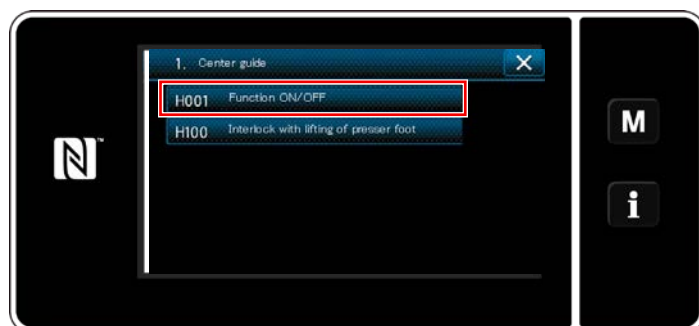 1. Center guide
H001 Function ON/OFF
H100 Interlock with lifting of presser foot
M
i